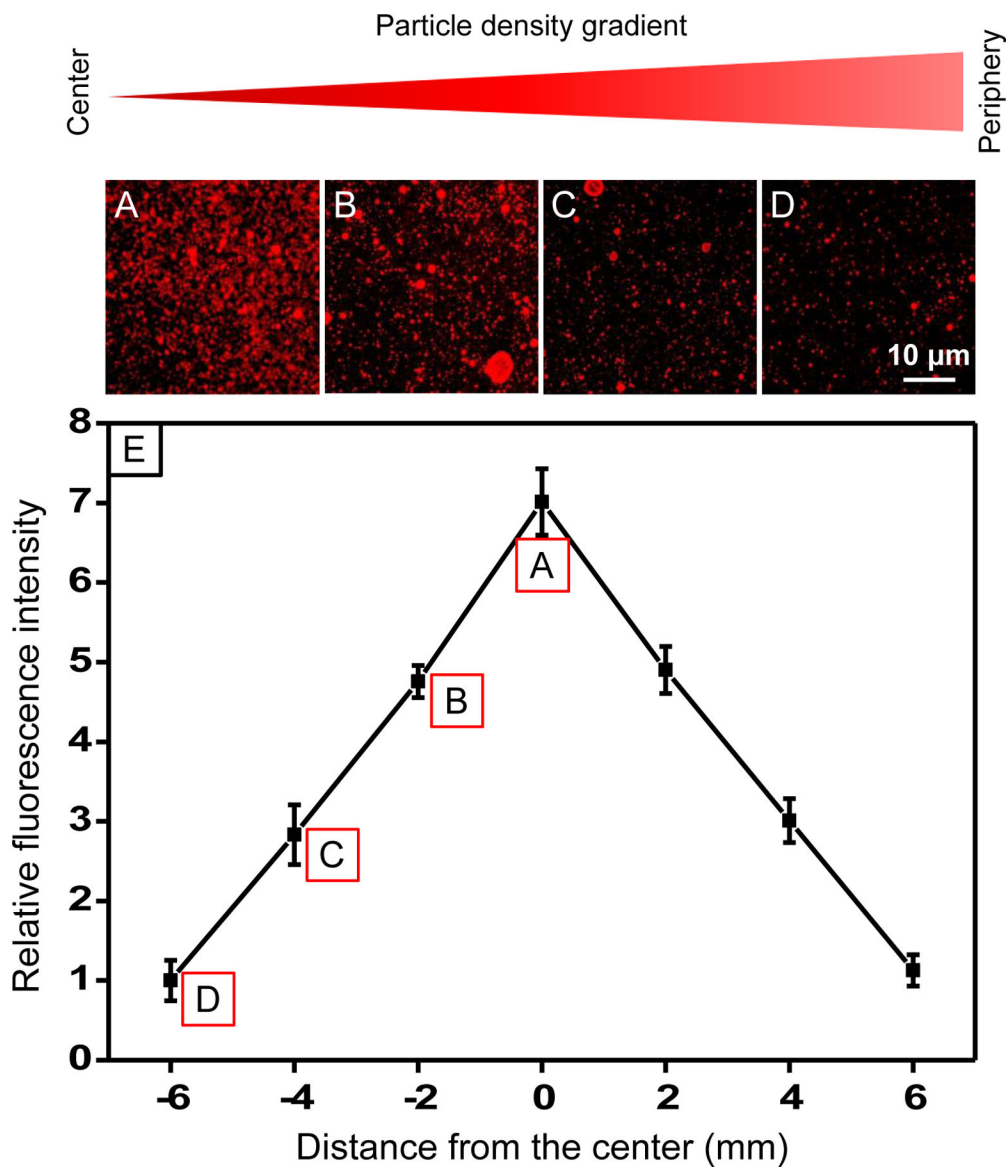 Particle density gradient
Center
Periphery
A
B
C
D
10 µm
E
8
7
6
5
4
3
2
1
0
Relative fluorescence intensity
A
B
C
D
-6
-4
-2
0
2
4
6
Distance from the center (mm)